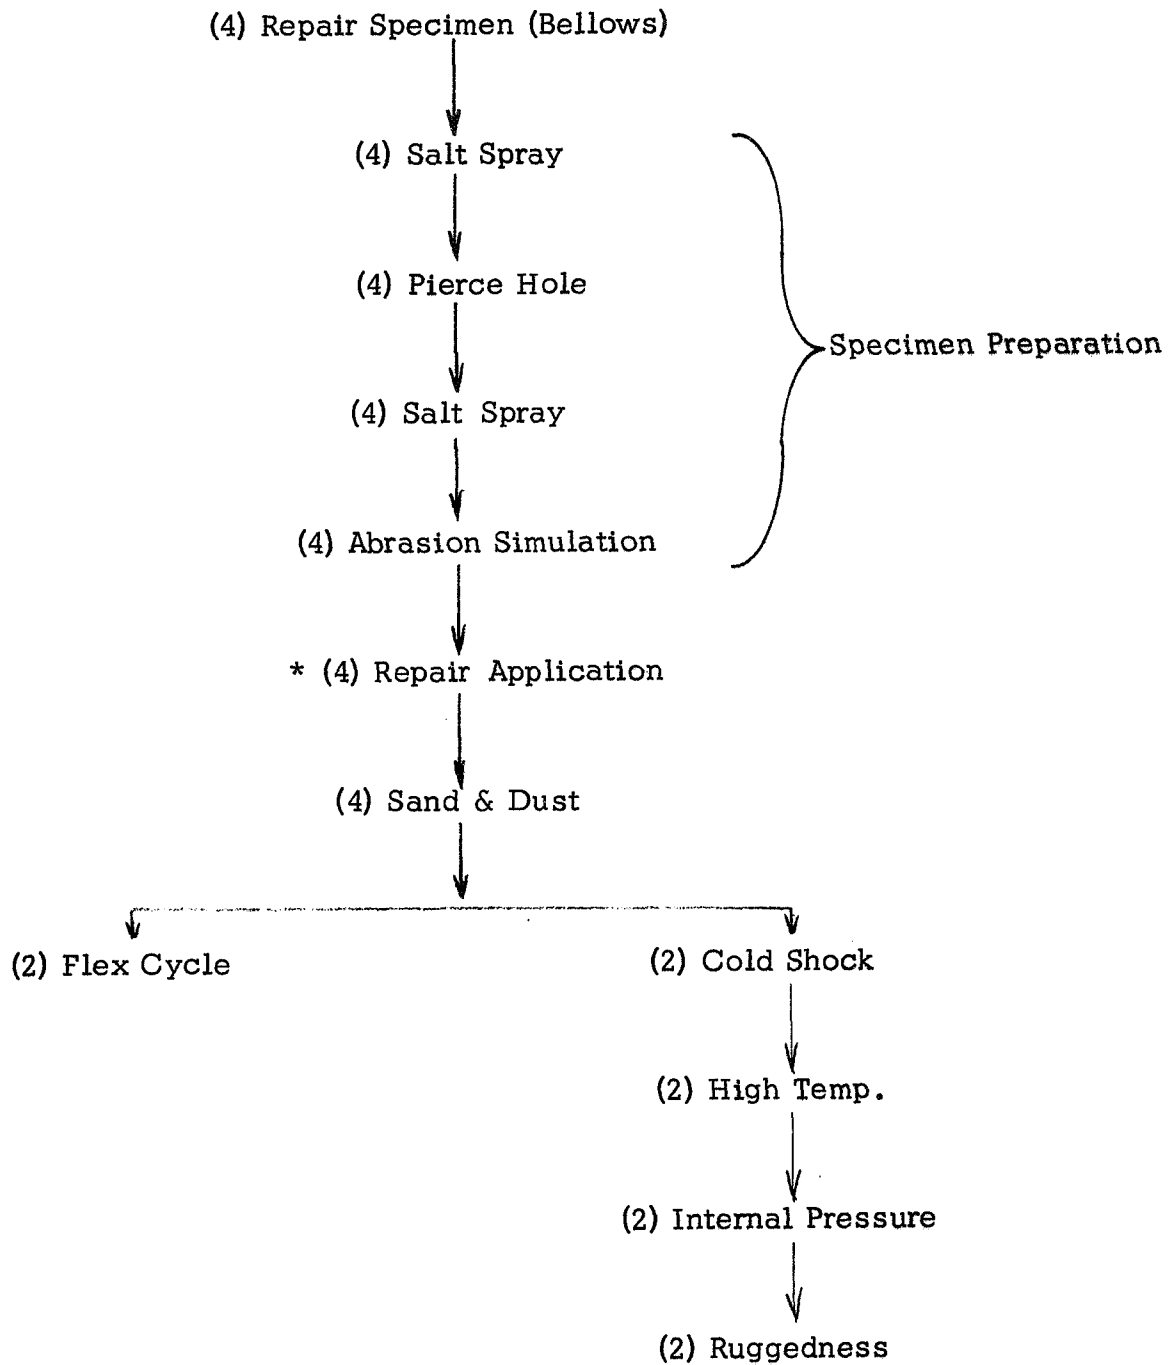 (4) Repair Specimen (Bellows)
(4) Salt Spray
(4) Pierce Hole
Specimen Preparation
(4) Salt Spray
(4) Abrasion Simulation
* (4) Repair Application
(4) Sand & Dust
(2) Flex Cycle
(2) Cold Shock
(2) High Temp.
(2) Internal Pressure
(2) Ruggedness